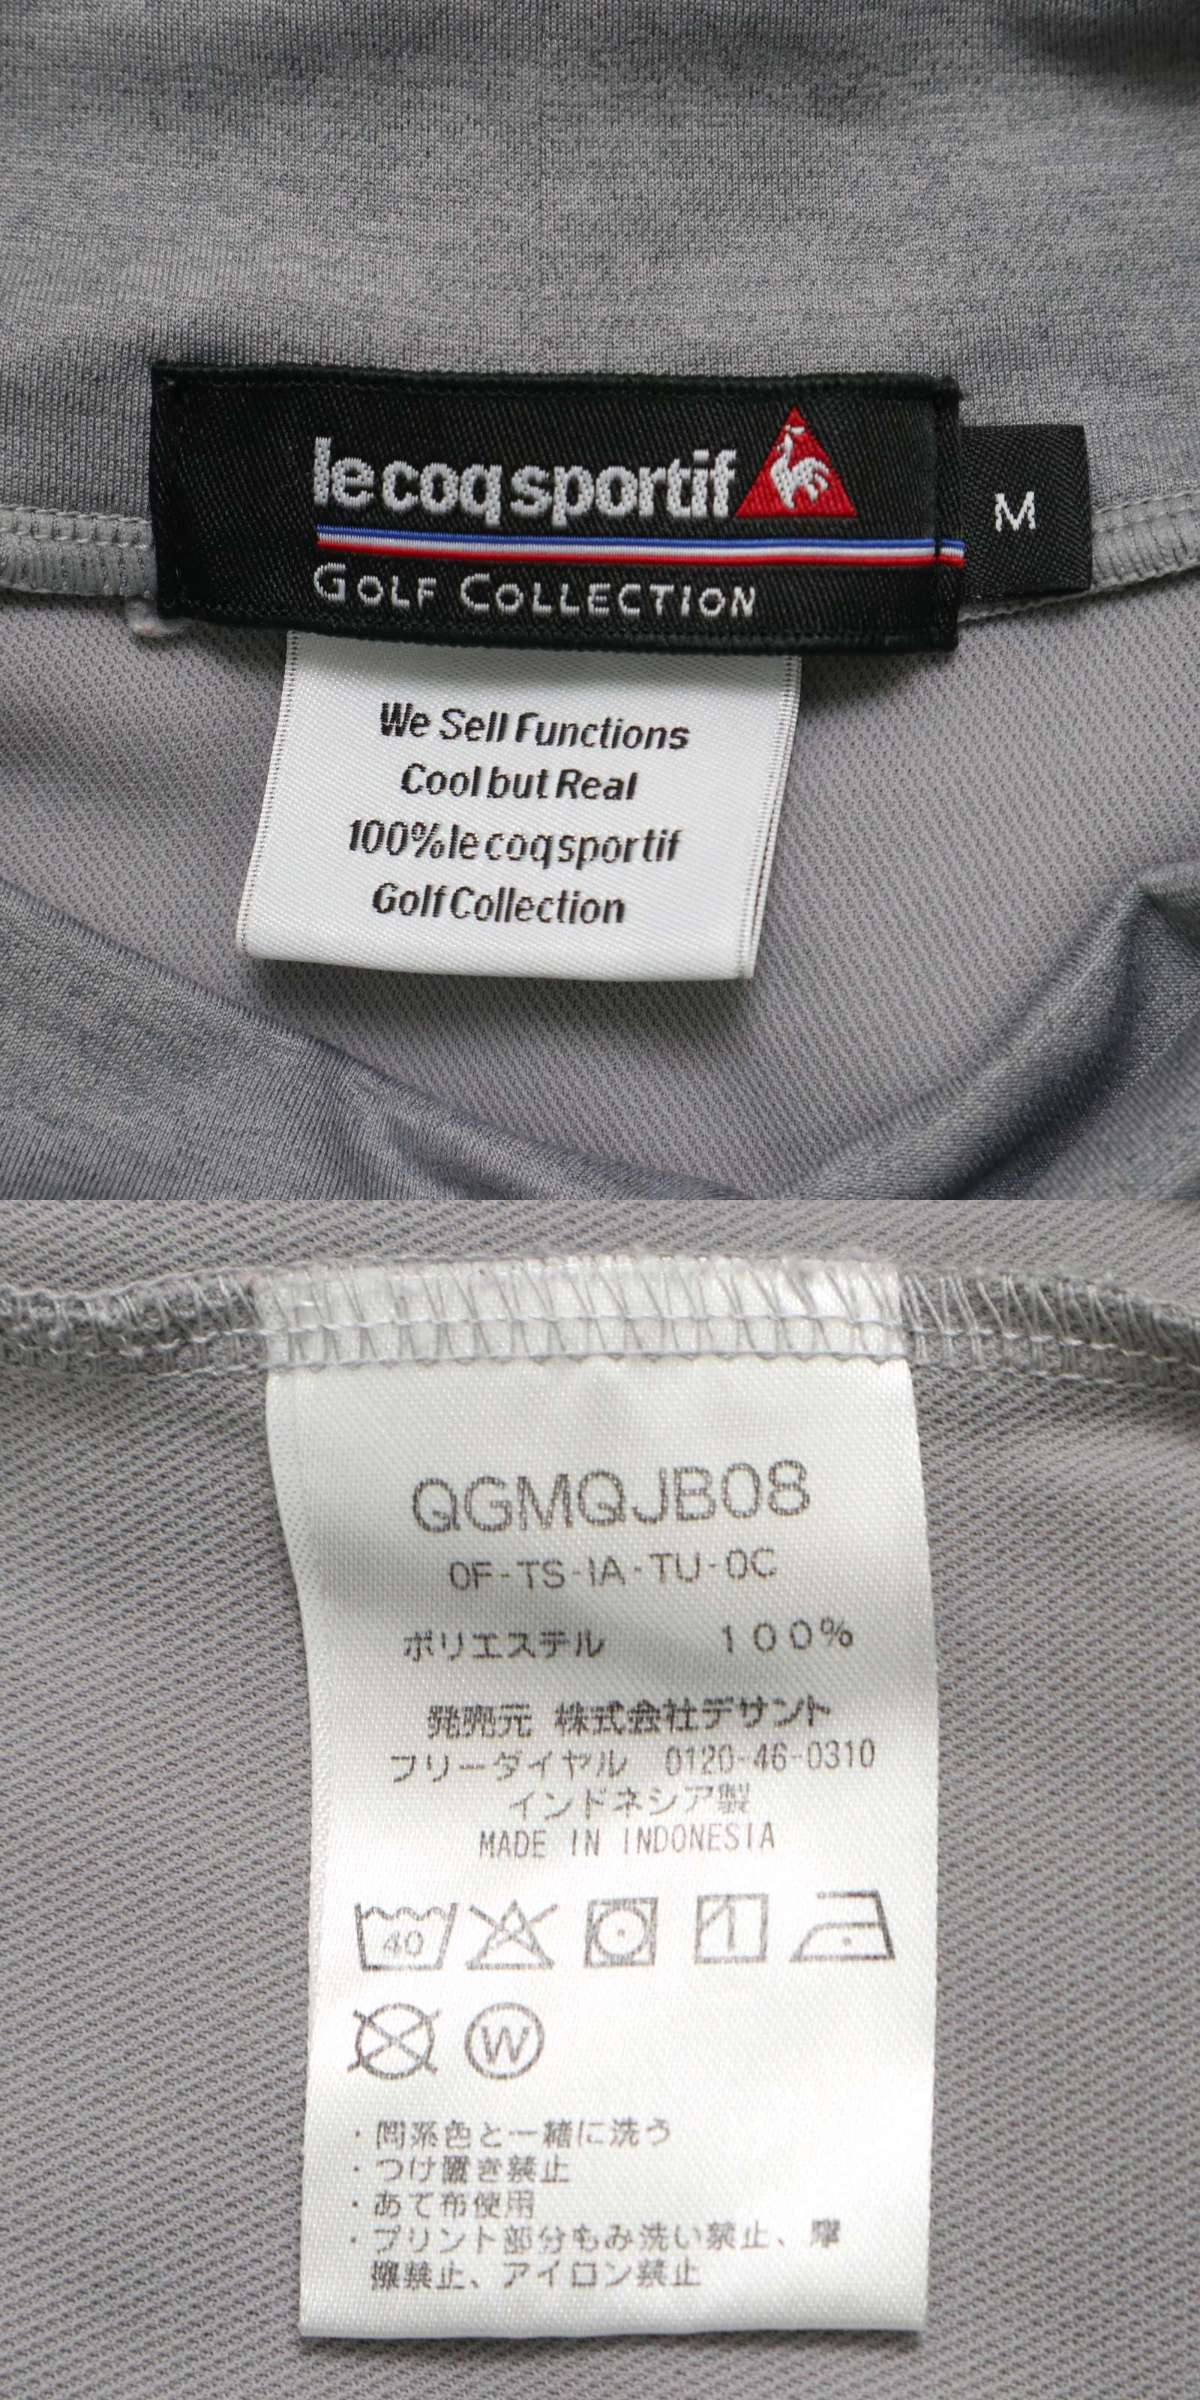 le coq sportif
M
GOLF COLLECTION
We Sell Functions
Cool but Real
100% le coq sportif
Golf Collection
QGMQJB08
0F-TS-IA-TU-0C
ポリエステル 100%
発売元 株式会社デサント
フリーダイヤル 0120-46-0310
インドネシア製
MADE IN INDONESIA
40
W
・同系色と一緒に洗う
・つけ置き禁止
・あて布使用
・プリント部分もみ洗い禁止、摩
擦禁止、アイロン禁止